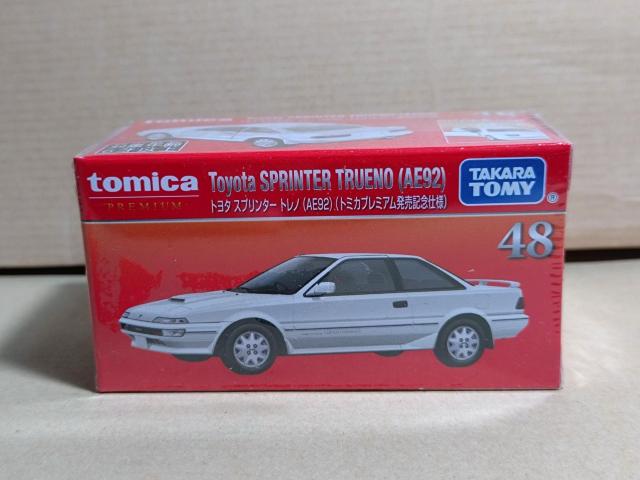 tomica
PREMIUM
Toyota SPRINTER TRUENO (AE92)
トヨタ スプリンター トレノ (AE92) (トミカプレミアム発売記念仕様)
TAKARA
TOMY
®
48